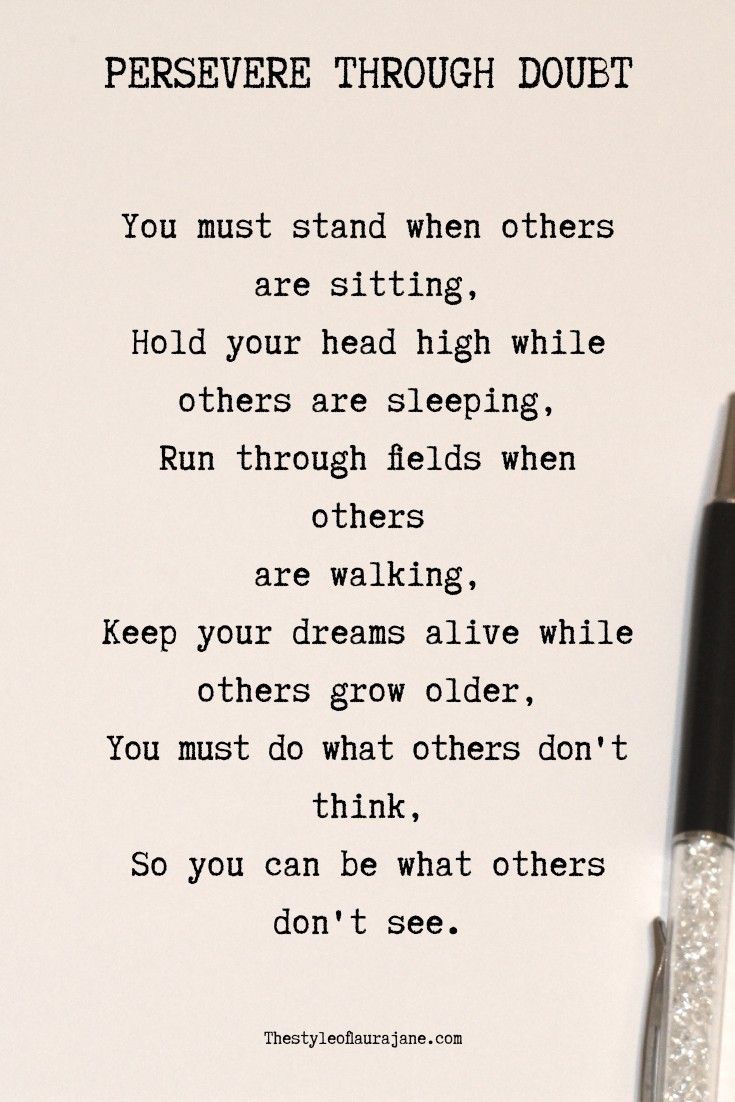 PERSEVERE THROUGH DOUBT
You must stand when others
are sitting,
Hold your head high while
others are sleeping,
Run through fields when
others
are walking,
Keep your dreams alive while
others grow older,
You must do what others don't
think,
So you can be what others
don't see.
Thestyleoflaurajane.com